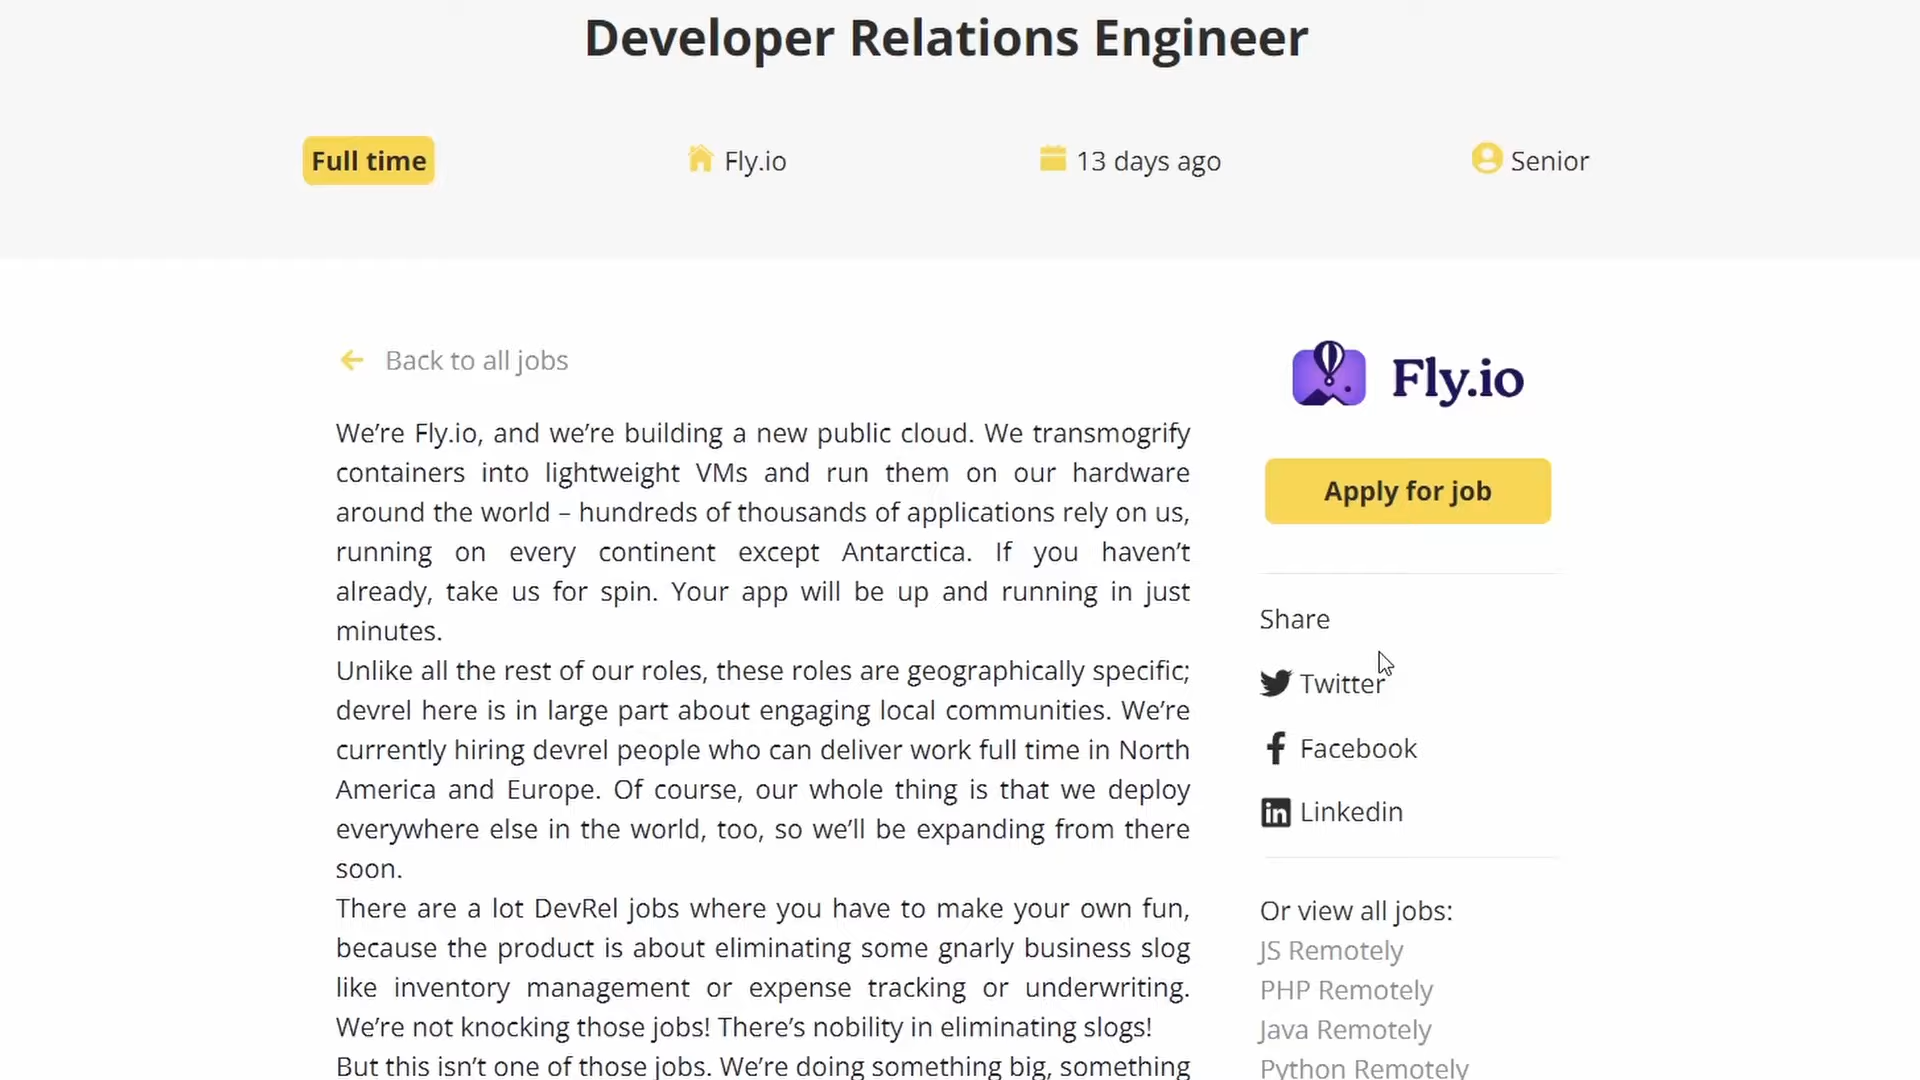 Developer Relations Engineer
Full time
Fly.io
13 days ago
Senior
Back to all jobs
We’re Fly.io, and we’re building a new public cloud. We transmogrify
containers into lightweight VMs and run them on our hardware
around the world – hundreds of thousands of applications rely on us,
running on every continent except Antarctica. If you haven’t
already, take us for spin. Your app will be up and running in just
minutes.
Unlike all the rest of our roles, these roles are geographically specific;
devrel here is in large part about engaging local communities. We’re
currently hiring devrel people who can deliver work full time in North
America and Europe. Of course, our whole thing is that we deploy
everywhere else in the world, too, so we’ll be expanding from there
soon.
There are a lot DevRel jobs where you have to make your own fun,
because the product is about eliminating some gnarly business slog
like inventory management or expense tracking or underwriting.
We’re not knocking those jobs! There’s nobility in eliminating slogs!
But this isn’t one of those jobs. We’re doing something big, something
Fly.io
Apply for job
Share
Twitter
Facebook
Linkedin
Or view all jobs:
JS Remotely
PHP Remotely
Java Remotely
Python Remotely